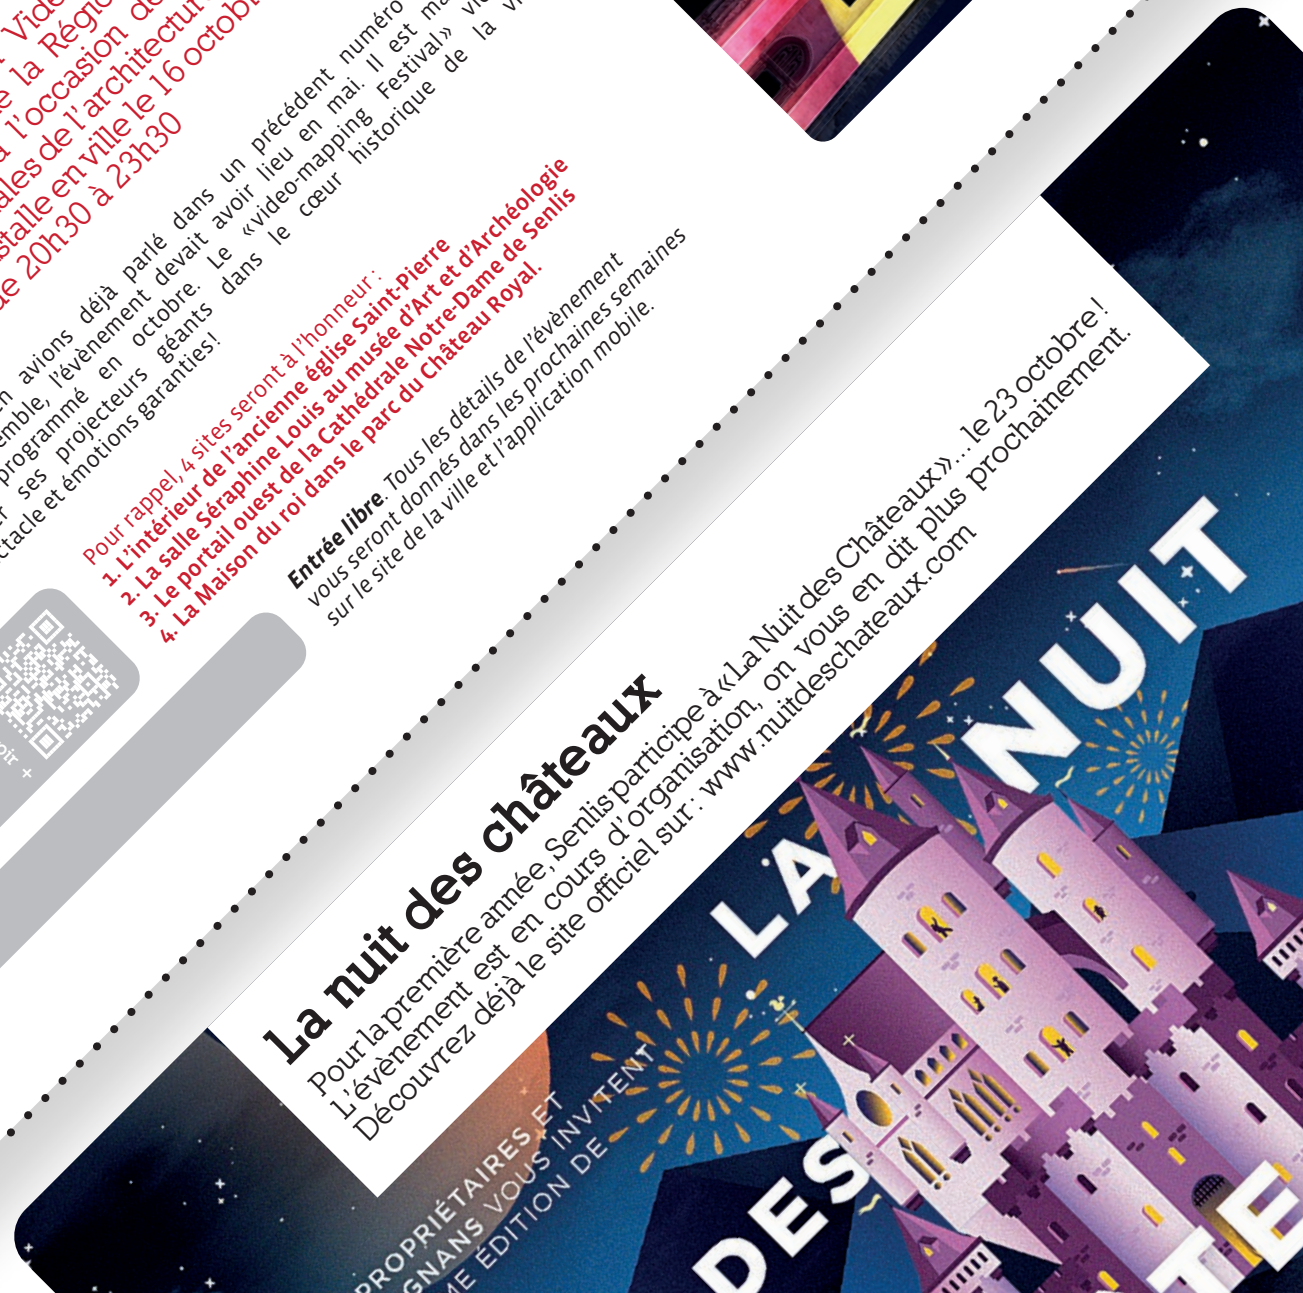 Vidé
e la Régio
à l'occasion de
ales de l'architectur
stalle en ville le 16 octob
de 20h30 à 23h30
avions déjà parlé dans un précédent numéro
emble, l'évènement devait avoir lieu en mai. Il est
programmé en octobre. Le «video-mapping Festival»
ses projecteurs géants dans le cœur historique de la
ctacle et émotions garanties!
Pour rappel, 4 sites seront à l'honneur :
1. L'intérieur de l'ancienne église Saint-Pierre
2. La salle Séraphine Louis au musée d'Art et d'Archéologie
3. Le portail ouest de la Cathédrale Notre-Dame de Senlis
4. La Maison du roi dans le parc du Château Royal.
Entrée libre. Tous les détails de l'évènement
vous seront donnés dans les prochaines semaines
sur le site de la ville et l'application mobile.
oir +
La nuit des châteaux
Pour la première année, Senlis participe à «La Nuit des Châteaux»... le 23 octobre !
L'évènement est en cours d'organisation, on vous en dit plus prochainement.
Découvrez déjà le site officiel sur : www.nuitdeschateaux.com
PROPRIÉTAIRES ET
GNANS VOUS INVITENT
ME ÉDITION DE
LA NUIT
DES
TE